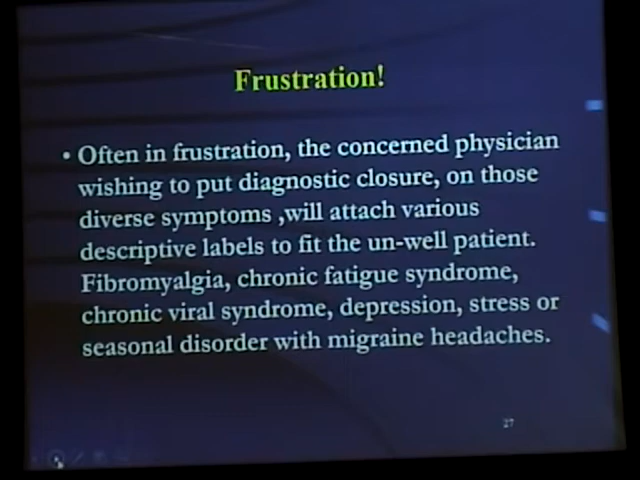 Frustration!
• Often in frustration, the concerned physician
wishing to put diagnostic closure, on those
diverse symptoms ,will attach various
descriptive labels to fit the un-well patient.
Fibromyalgia, chronic fatigue syndrome,
chronic viral syndrome, depression, stress or
seasonal disorder with migraine headaches.
27